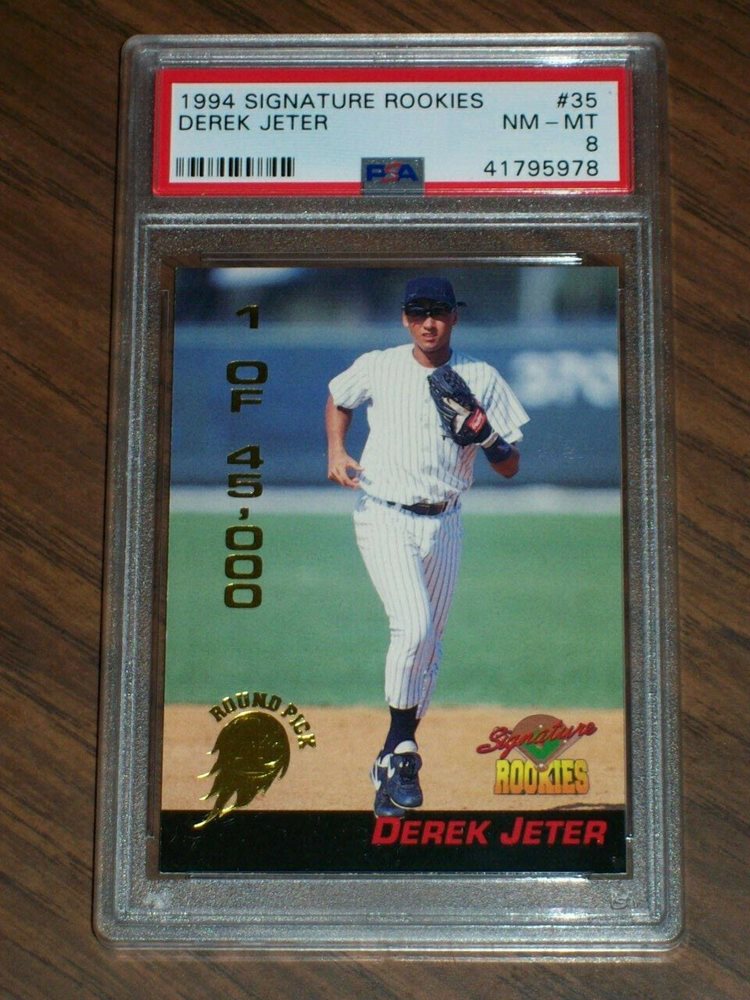 1994 SIGNATURE ROOKIES #35
DEREK JETER NM-MT
8
PSA 41795978
1 OF 45,000
ROUND PICK
Signature
ROOKIES
DEREK JETER